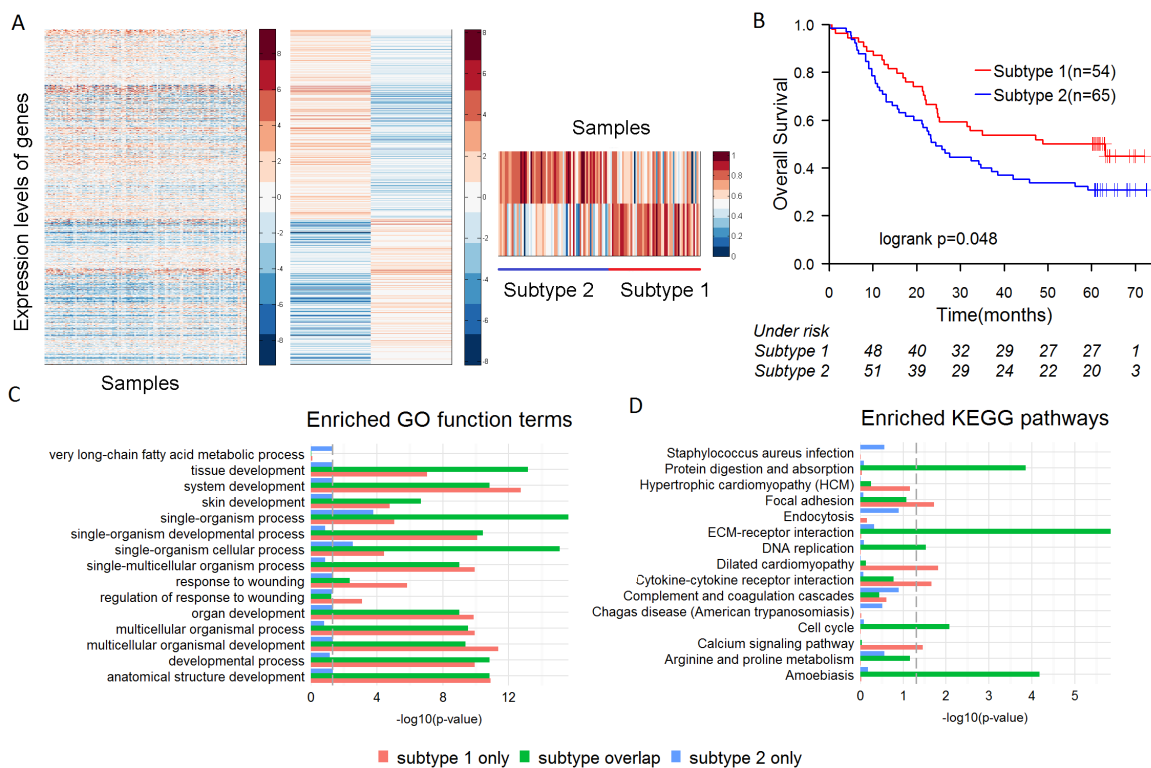 A
Expression levels of genes
8
6
4
2
0
-2
-4
-6
-8
8
6
4
2
0
-2
-4
-6
-8
Samples
Samples
1
0.8
0.6
0.4
0.2
0
Subtype 2
Subtype 1
B
Overall Survival
1.0
0.8
0.6
0.4
0.2
0.0
Subtype 1(n=54)
Subtype 2(n=65)
logrank p=0.048
0 10 20 30 40 50 60 70
Time(months)
Under risk
Subtype 1 48 40 32 29 27 27 1
Subtype 2 51 39 29 24 22 20 3
C
Enriched GO function terms
very long-chain fatty acid metabolic process
tissue development
system development
skin development
single-organism process
single-organism developmental process
single-organism cellular process
single-multicellular organism process
response to wounding
regulation of response to wounding
organ development
multicellular organismal process
multicellular organismal development
developmental process
anatomical structure development
0 4 8 12
-log10(p-value)
D
Enriched KEGG pathways
Staphylococcus aureus infection
Protein digestion and absorption
Hypertrophic cardiomyopathy (HCM)
Focal adhesion
Endocytosis
ECM-receptor interaction
DNA replication
Dilated cardiomyopathy
Cytokine-cytokine receptor interaction
Complement and coagulation cascades
Chagas disease (American trypanosomiasis)
Cell cycle
Calcium signaling pathway
Arginine and proline metabolism
Amoebiasis
0 1 2 3 4 5
-log10(p-value)
subtype 1 only subtype overlap subtype 2 only